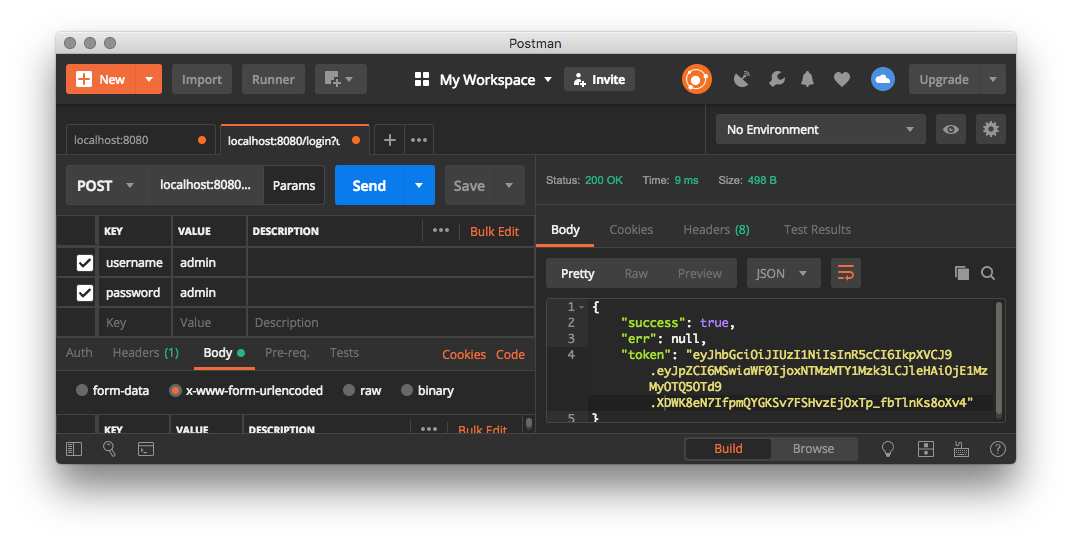 Postman
New
Import
Runner
My Workspace
Invite
Upgrade
localhost:8080
localhost:8080/login?u
No Environment
POST
localhost:8080...
Params
Send
Save
Status: 200 OK Time: 9 ms Size: 498 B
KEY VALUE DESCRIPTION ••• Bulk Edit
username admin
password admin
Key Value Description
Auth Headers (1) Body Pre-req. Tests Cookies Code
form-data x-www-form-urlencoded raw binary
KEY VALUE DESCRIPTION ••• Bulk Edit
Body Cookies Headers (8) Test Results
Pretty Raw Preview JSON
1 {
2 "success": true,
3 "err": null,
4 "token": "eyJhbGciOiJIUzI1NiIsInR5cCI6IkpXVCJ9
.eyJpZCI6MSwiaWF0IjoxNTMzMTY1Mzk3LCJleHAiOjE1Mz
MyOTQ5OTd9
.XDWK8eN7IfpmQYGKSv7FSHvzEjOxTp_fbTlnKs8oXv4"
5 }
Build Browse